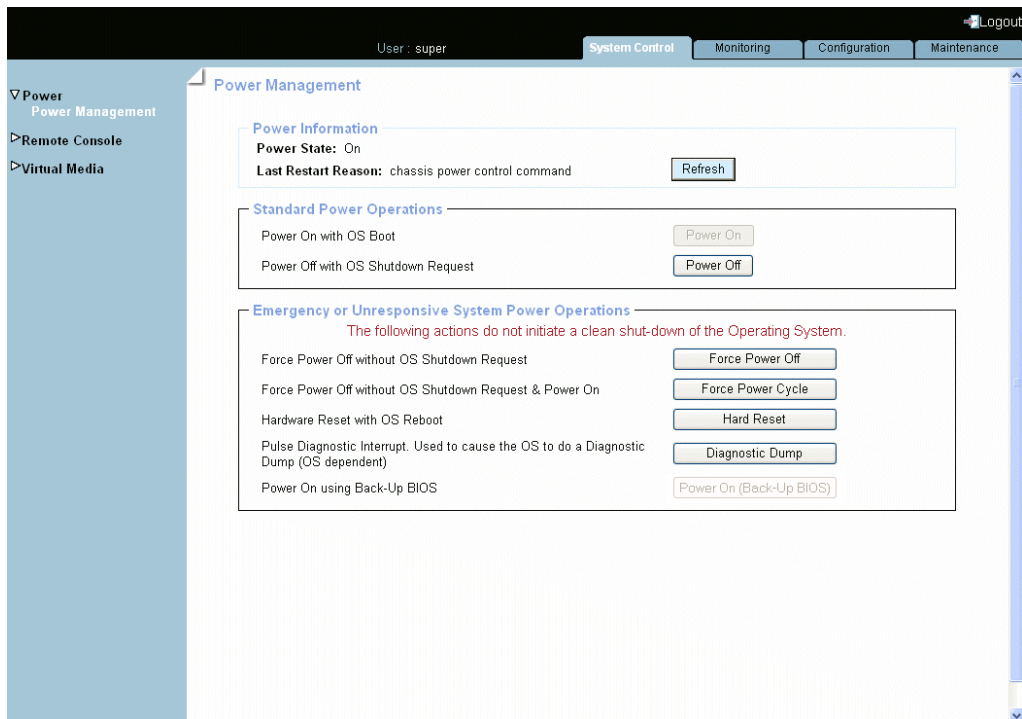 Logout
User : super
System Control
Monitoring
Configuration
Maintenance
Power
Power Management
Remote Console
Virtual Media
Power Management
Power Information
Power State: On
Last Restart Reason: chassis power control command
Refresh
Standard Power Operations
Power On with OS Boot
Power On
Power Off with OS Shutdown Request
Power Off
Emergency or Unresponsive System Power Operations
The following actions do not initiate a clean shut-down of the Operating System.
Force Power Off without OS Shutdown Request
Force Power Off
Force Power Off without OS Shutdown Request & Power On
Force Power Cycle
Hardware Reset with OS Reboot
Hard Reset
Pulse Diagnostic Interrupt. Used to cause the OS to do a Diagnostic
Dump (OS dependent)
Diagnostic Dump
Power On using Back-Up BIOS
Power On (Back-Up BIOS)